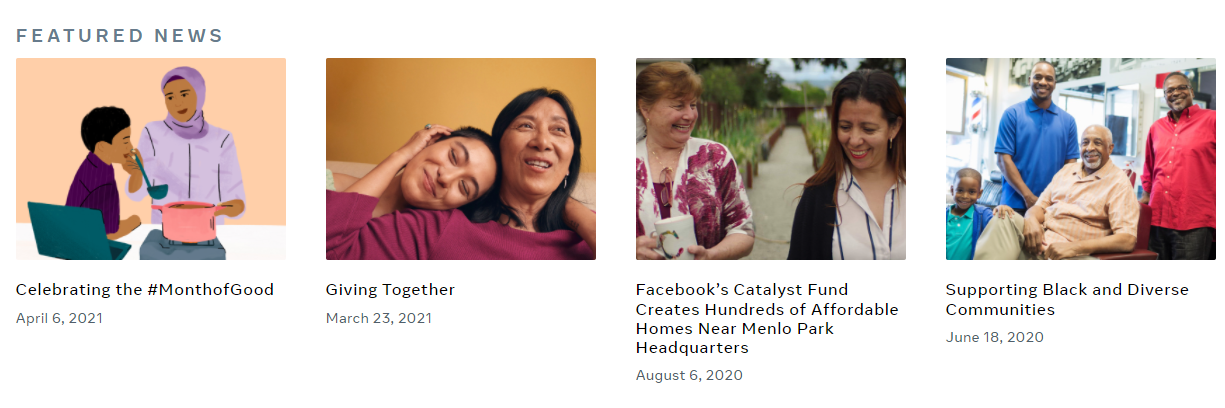 FEATURED NEWS
Celebrating the #MonthofGood
April 6, 2021
Giving Together
March 23, 2021
Facebook’s Catalyst Fund
Creates Hundreds of Affordable
Homes Near Menlo Park
Headquarters
August 6, 2020
Supporting Black and Diverse
Communities
June 18, 2020